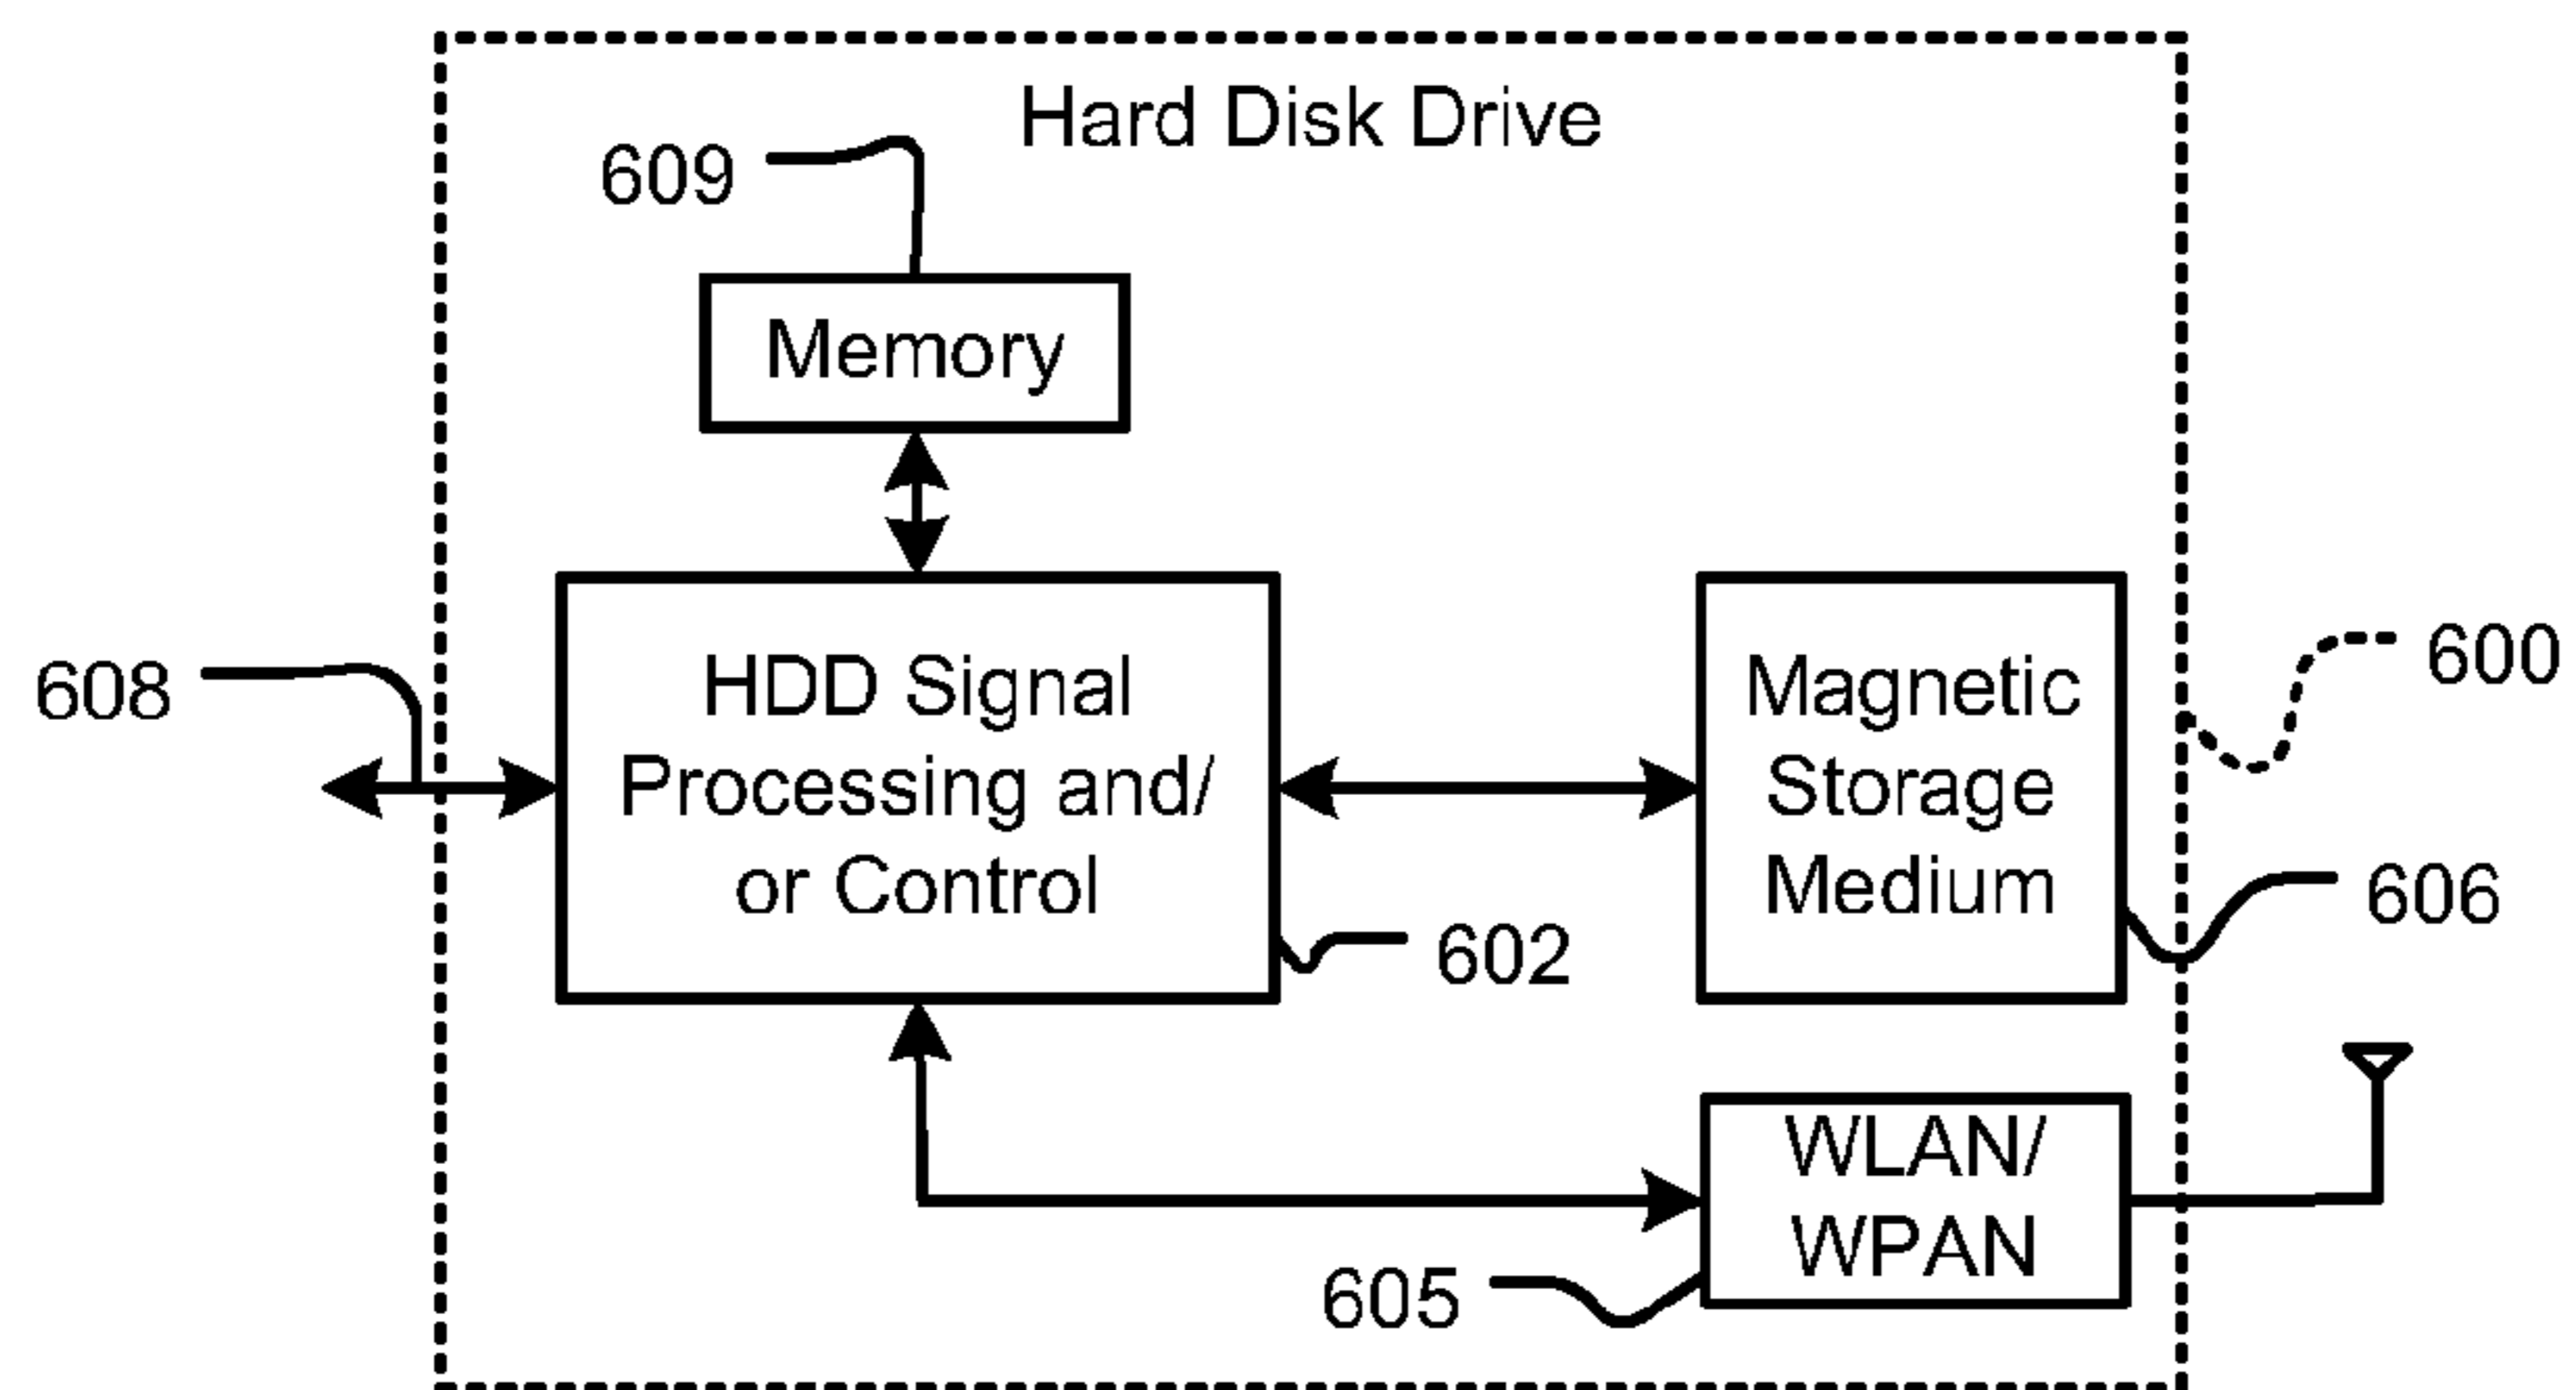 Hard Disk Drive
609
Memory
608
HDD Signal
Processing and/
or Control
602
Magnetic
Storage
Medium
600
606
WLAN/
WPAN
605